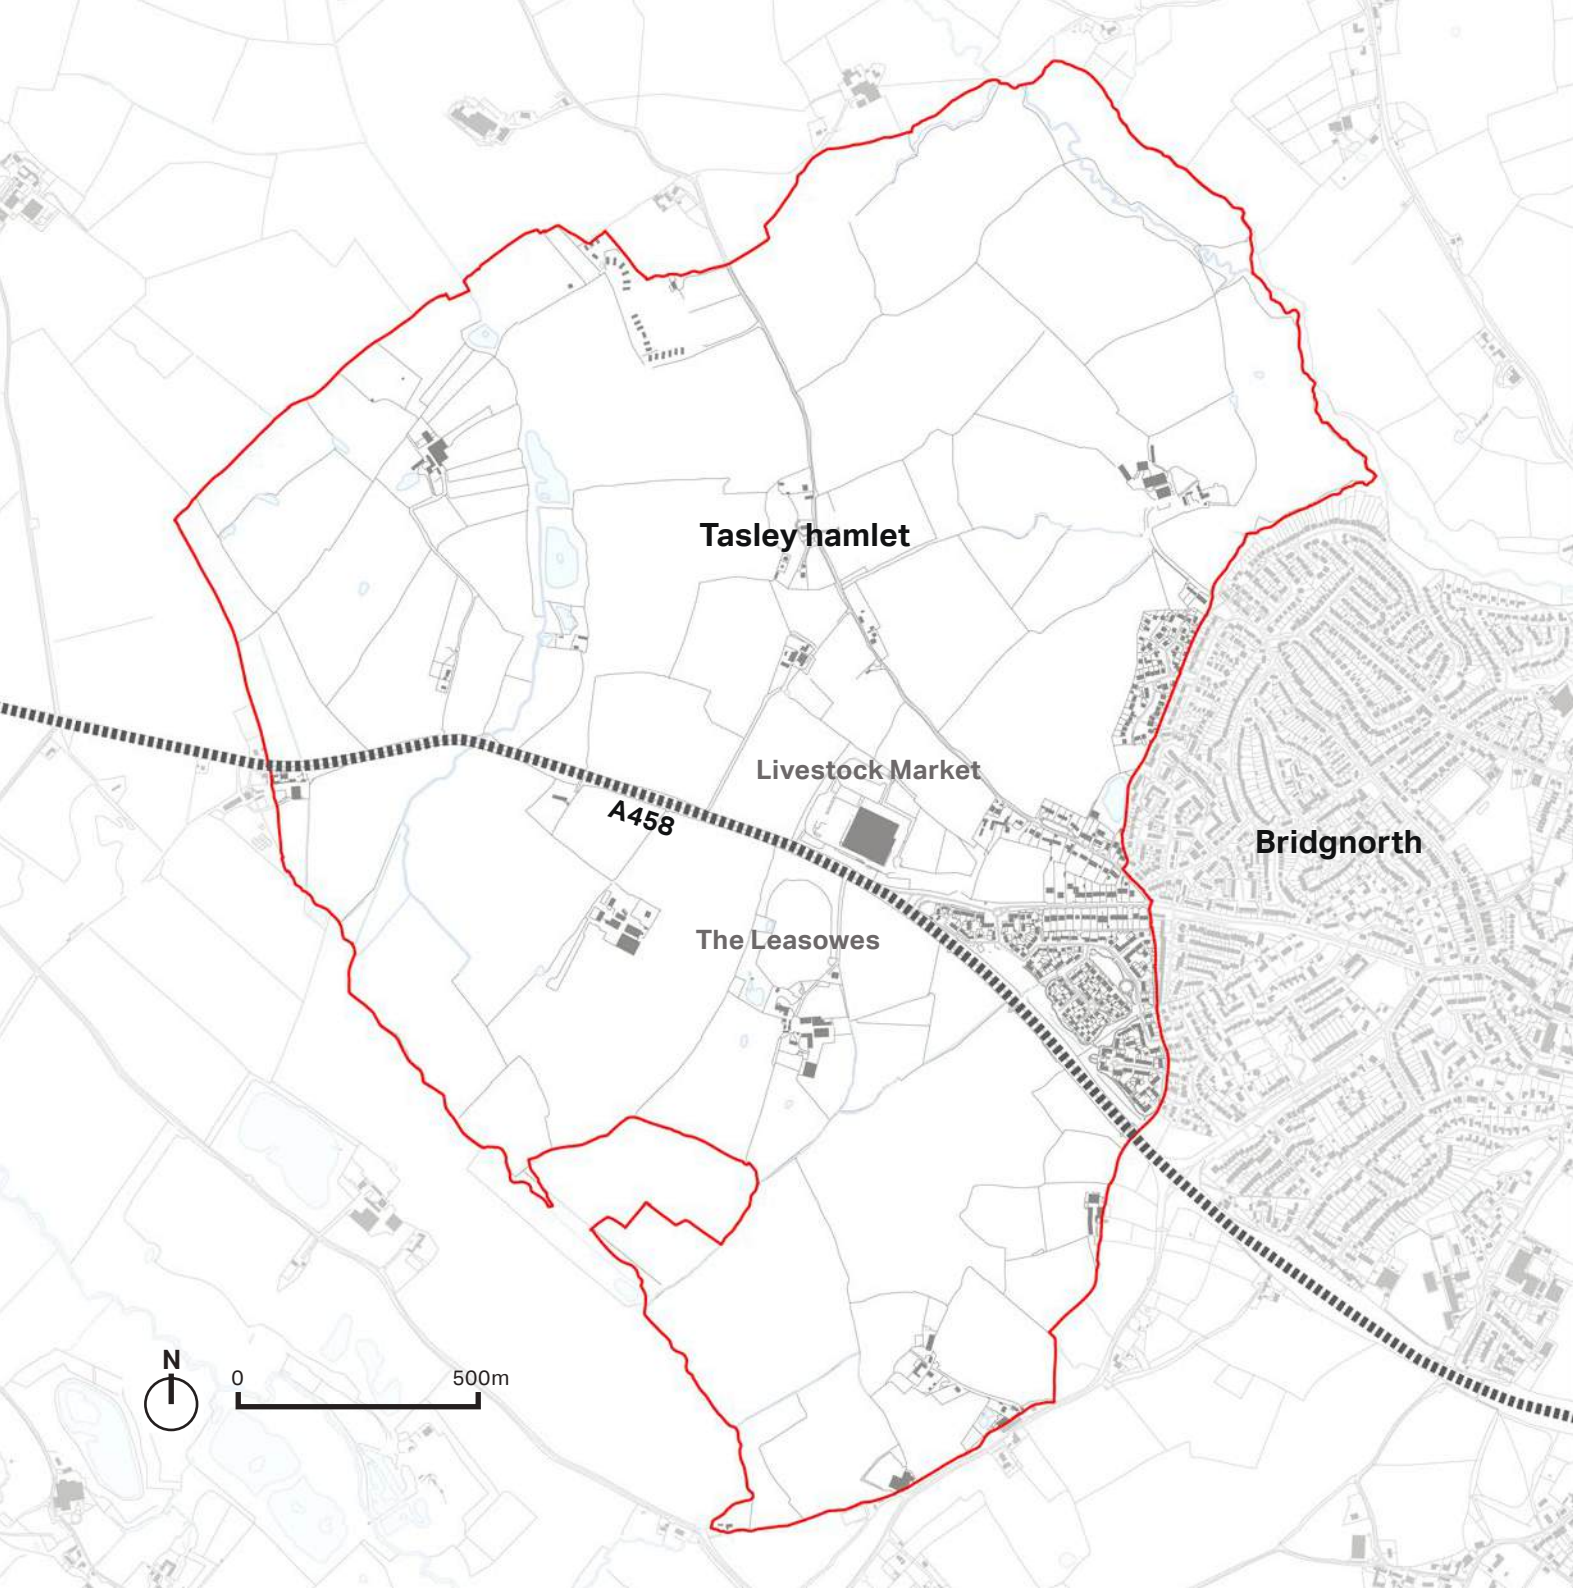 Tasley hamlet
Livestock Market
A458
Bridgnorth
The Leasowes
N
0 500m